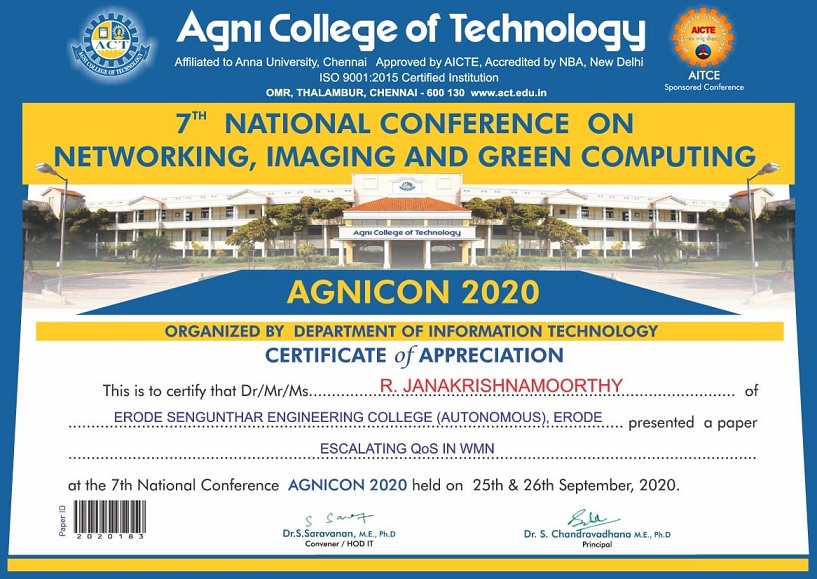 ACT
AGNI COLLEGE OF TECHNOLOGY
Agni College of Technology
Affiliated to Anna University, Chennai Approved by AICTE, Accredited by NBA, New Delhi
ISO 9001:2015 Certified Institution
OMR, THALAMBUR, CHENNAI - 600 130 www.act.edu.in
AICTE
AITCE
Sponsored Conference
7TH NATIONAL CONFERENCE ON
NETWORKING, IMAGING AND GREEN COMPUTING
Agni College of Technology
AGNICON 2020
ORGANIZED BY DEPARTMENT OF INFORMATION TECHNOLOGY
CERTIFICATE of APPRECIATION
This is to certify that Dr/Mr/Ms. R. JANAKRISHNAMOORTHY of
ERODE SENGUNTHAR ENGINEERING COLLEGE (AUTONOMOUS), ERODE presented a paper
ESCALATING QoS IN WMN
at the 7th National Conference AGNICON 2020 held on 25th & 26th September, 2020.
Paper ID
2020183
Dr.S.Saravanan, M.E., Ph.D
Convener / HOD IT
Dr. S. Chandravadhana M.E., Ph.D
Principal